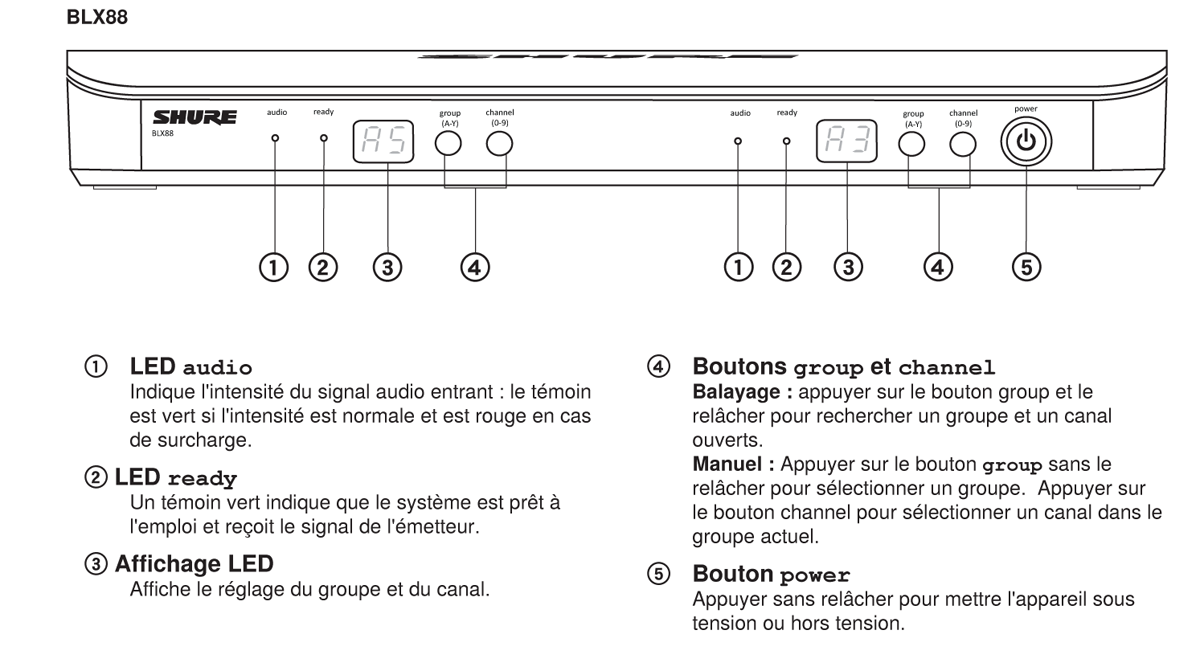 BLX88
SHURE
SHURE
BLX88
audio
ready
A5
group
(A-Y)
channel
(0-9)
audio
ready
A3
group
(A-Y)
channel
(0-9)
power
① ② ③ ④ ① ② ③ ④ ⑤
① LED audio
Indique l'intensité du signal audio entrant : le témoin
est vert si l'intensité est normale et est rouge en cas
de surcharge.
② LED ready
Un témoin vert indique que le système est prêt à
l'emploi et reçoit le signal de l'émetteur.
③ Affichage LED
Affiche le réglage du groupe et du canal.
④ Boutons group et channel
Balayage : appuyer sur le bouton group et le
relâcher pour rechercher un groupe et un canal
ouverts.
Manuel : Appuyer sur le bouton group sans le
relâcher pour sélectionner un groupe. Appuyer sur
le bouton channel pour sélectionner un canal dans le
groupe actuel.
⑤ Bouton power
Appuyer sans relâcher pour mettre l'appareil sous
tension ou hors tension.